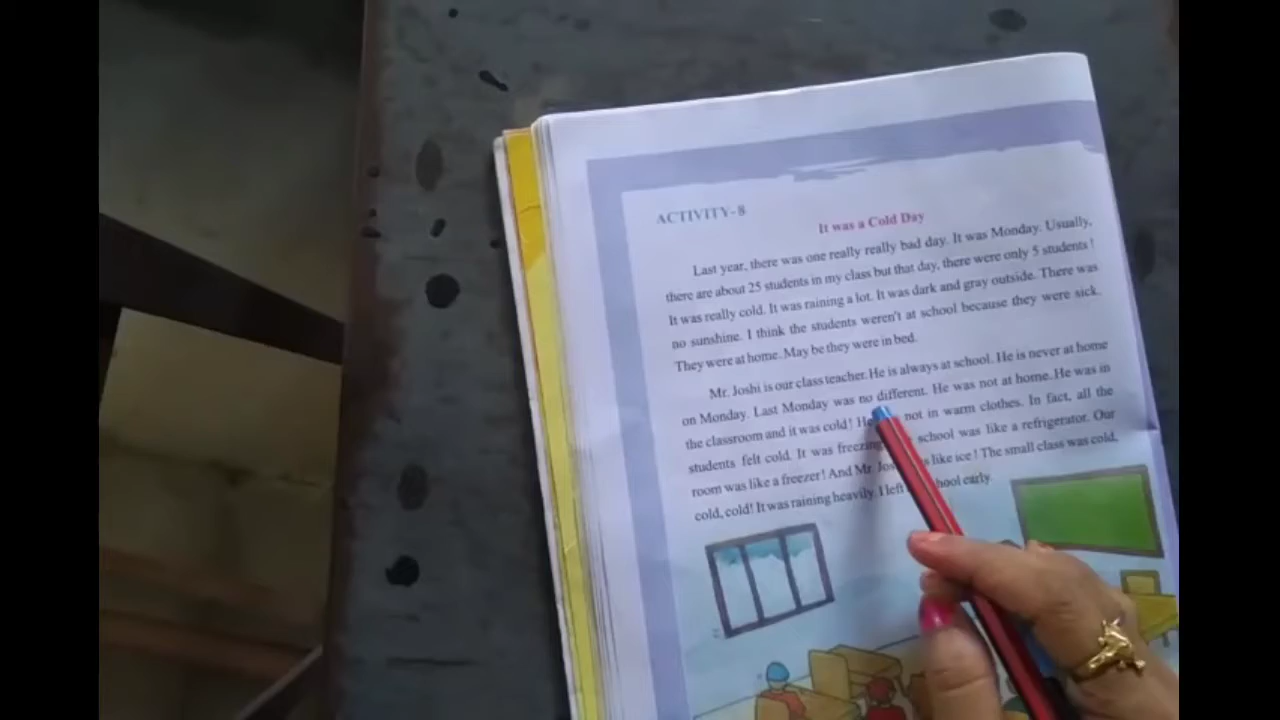 ACTIVITY-8
It was a Cold Day
Last year, there was one really really bad day. It was Monday. Usually,
there are about 25 students in my class but that day, there were only 5 students !
It was really cold. It was raining a lot. It was dark and gray outside. There was
no sunshine. I think the students weren't at school because they were sick.
They were at home. May be they were in bed.
Mr. Joshi is our class teacher. He is always at school. He is never at home
on Monday. Last Monday was no different. He was not at home. He was in
the classroom and it was cold! He not in warm clothes. In fact, all the
students felt cold. It was freezing school was like a refrigerator. Our
room was like a freezer! And Mr. like ice! The small class was cold,
cold, cold! It was raining heavily. I left early.